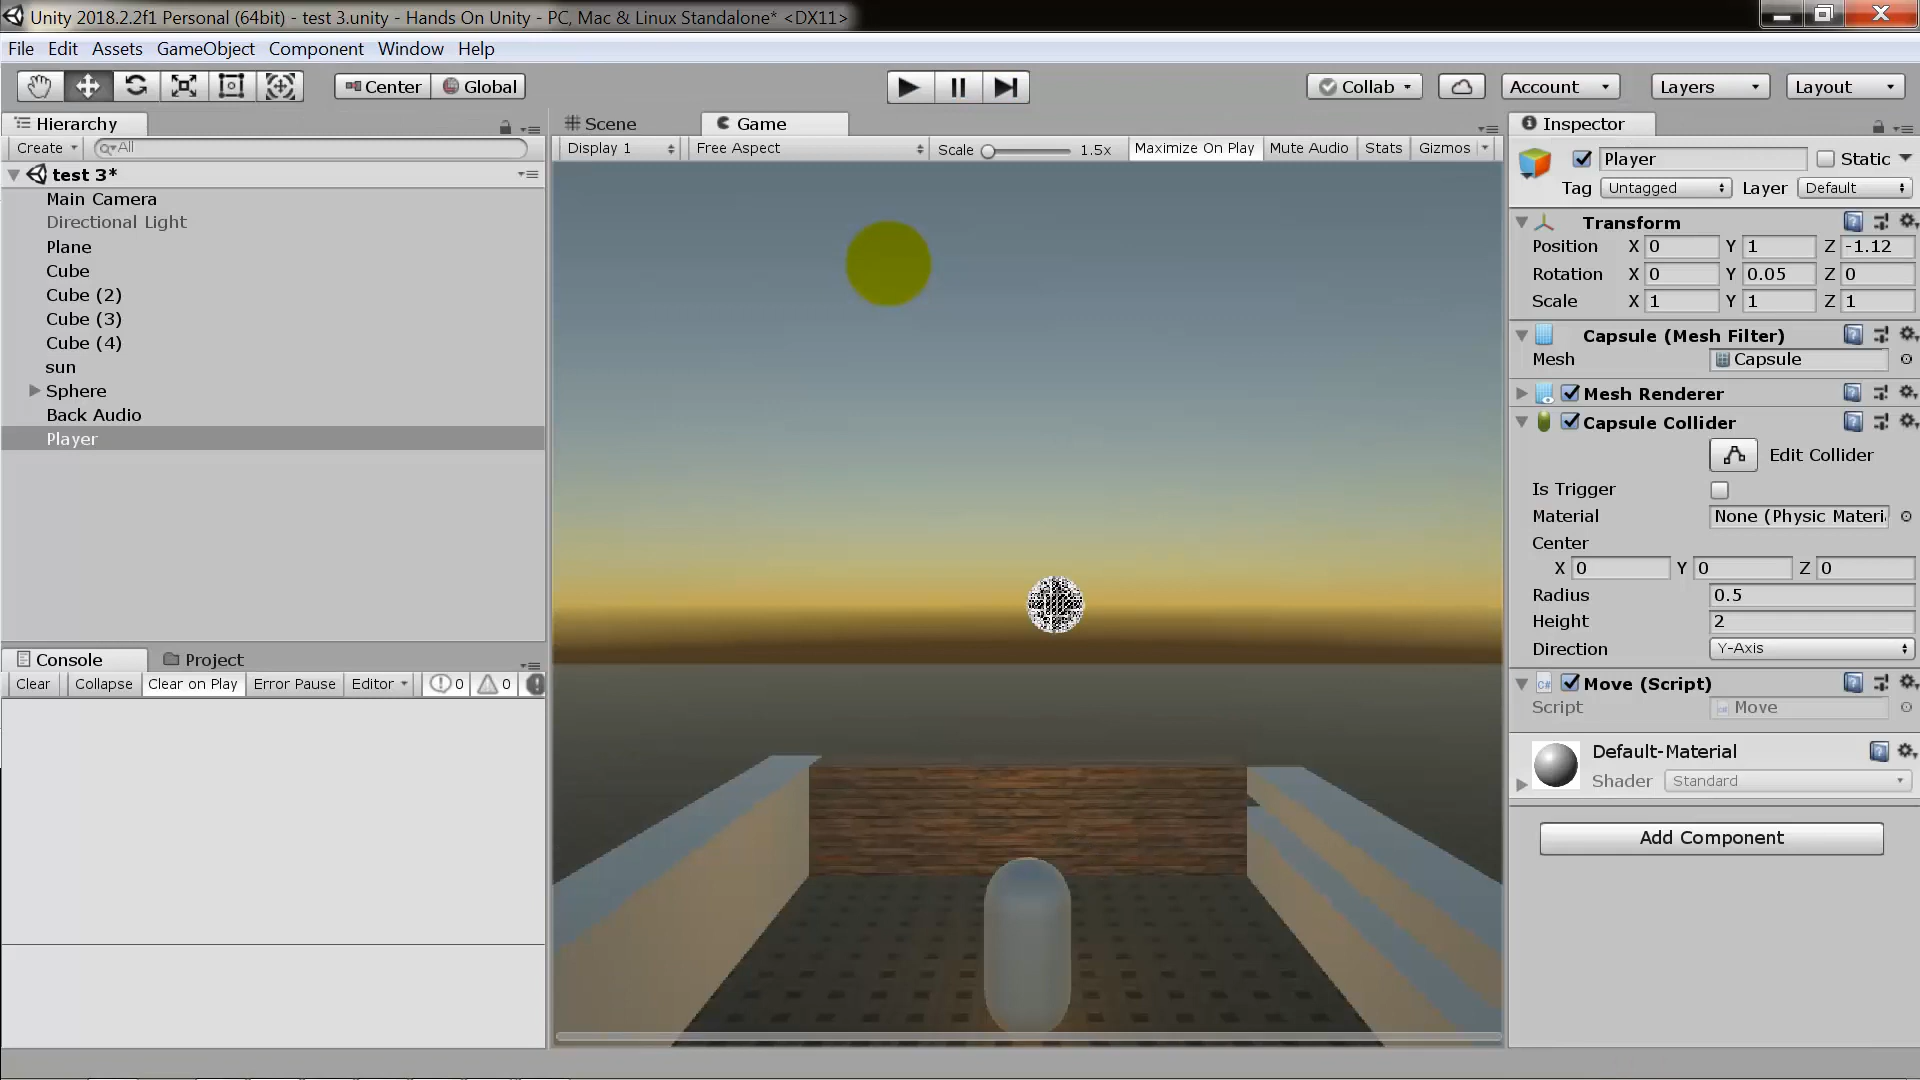 Unity 2018.2.2f1 Personal (64bit) - test 3.unity - Hands On Unity - PC, Mac & Linux Standalone* <DX11>
File Edit Assets GameObject Component Window Help
Center Global Collab Account Layers Layout
Hierarchy
Create All
test 3*
Main Camera
Directional Light
Plane
Cube
Cube (2)
Cube (3)
Cube (4)
sun
Sphere
Back Audio
Player
Console Project
Clear Collapse Clear on Play Error Pause Editor 0 0
Scene Game
Display 1 Free Aspect Scale 1.5x Maximize On Play Mute Audio Stats Gizmos
Inspector
Player Static
Tag Untagged Layer Default
Transform
Position X 0 Y 1 Z -1.12
Rotation X 0 Y 0.05 Z 0
Scale X 1 Y 1 Z 1
Capsule (Mesh Filter)
Mesh Capsule
Mesh Renderer
Capsule Collider
Edit Collider
Is Trigger
Material None (Physic Materi
Center
X 0 Y 0 Z 0
Radius 0.5
Height 2
Direction Y-Axis
Move (Script)
Script Move
Default-Material
Shader Standard
Add Component